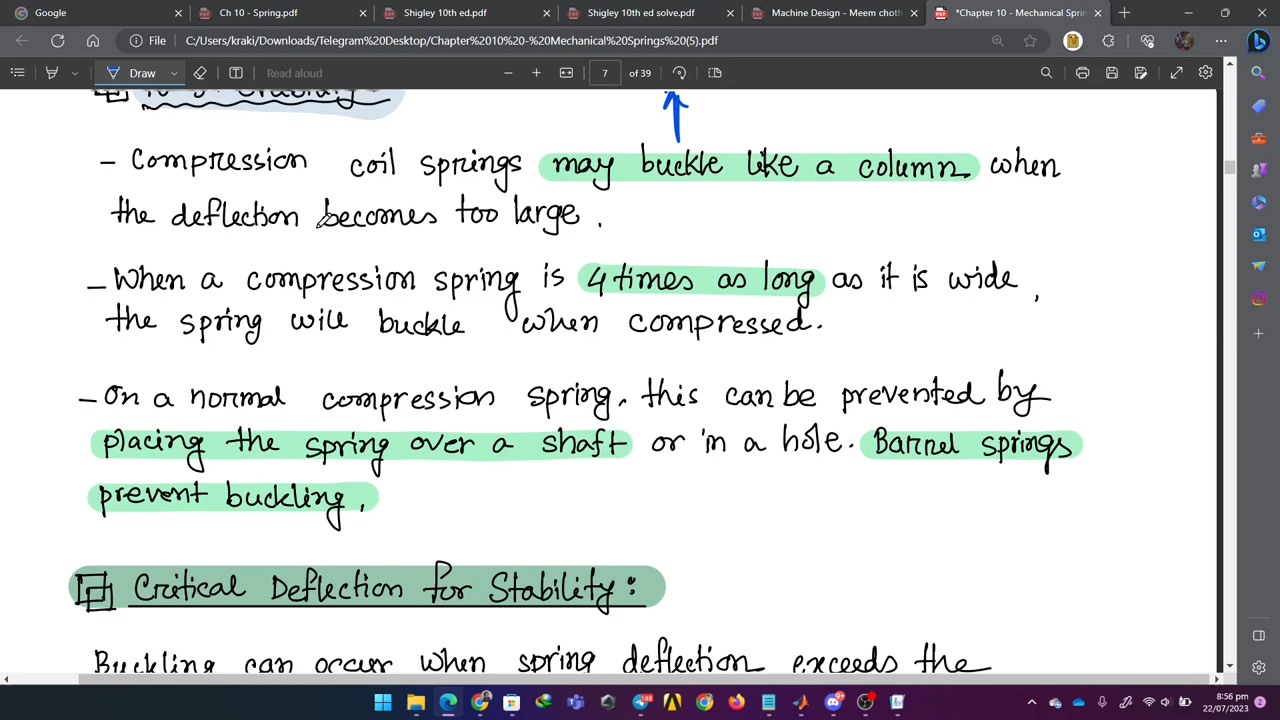 Google
Ch 10 - Spring.pdf
Shigley 10th ed.pdf
Shigley 10th ed solve.pdf
Machine Design - Meem choth
*Chapter 10 - Mechanical Sprin
File
C:/Users/kraki/Downloads/Telegram%20Desktop/Chapter%2010%20-%20Mechanical%20Springs%20(5).pdf
Draw
Read aloud
7 of 39
- Compression coil springs may buckle like a column when
the deflection becomes too large.
- When a compression spring is 4 times as long as it is wide,
the spring will buckle when compressed.
- On a normal compression spring, this can be prevented by
placing the spring over a shaft or in a hole. Barrel springs
prevent buckling.
Critical Deflection for Stability:
Buckling can occur when spring deflection exceeds the
8:56 pm
22/07/2023